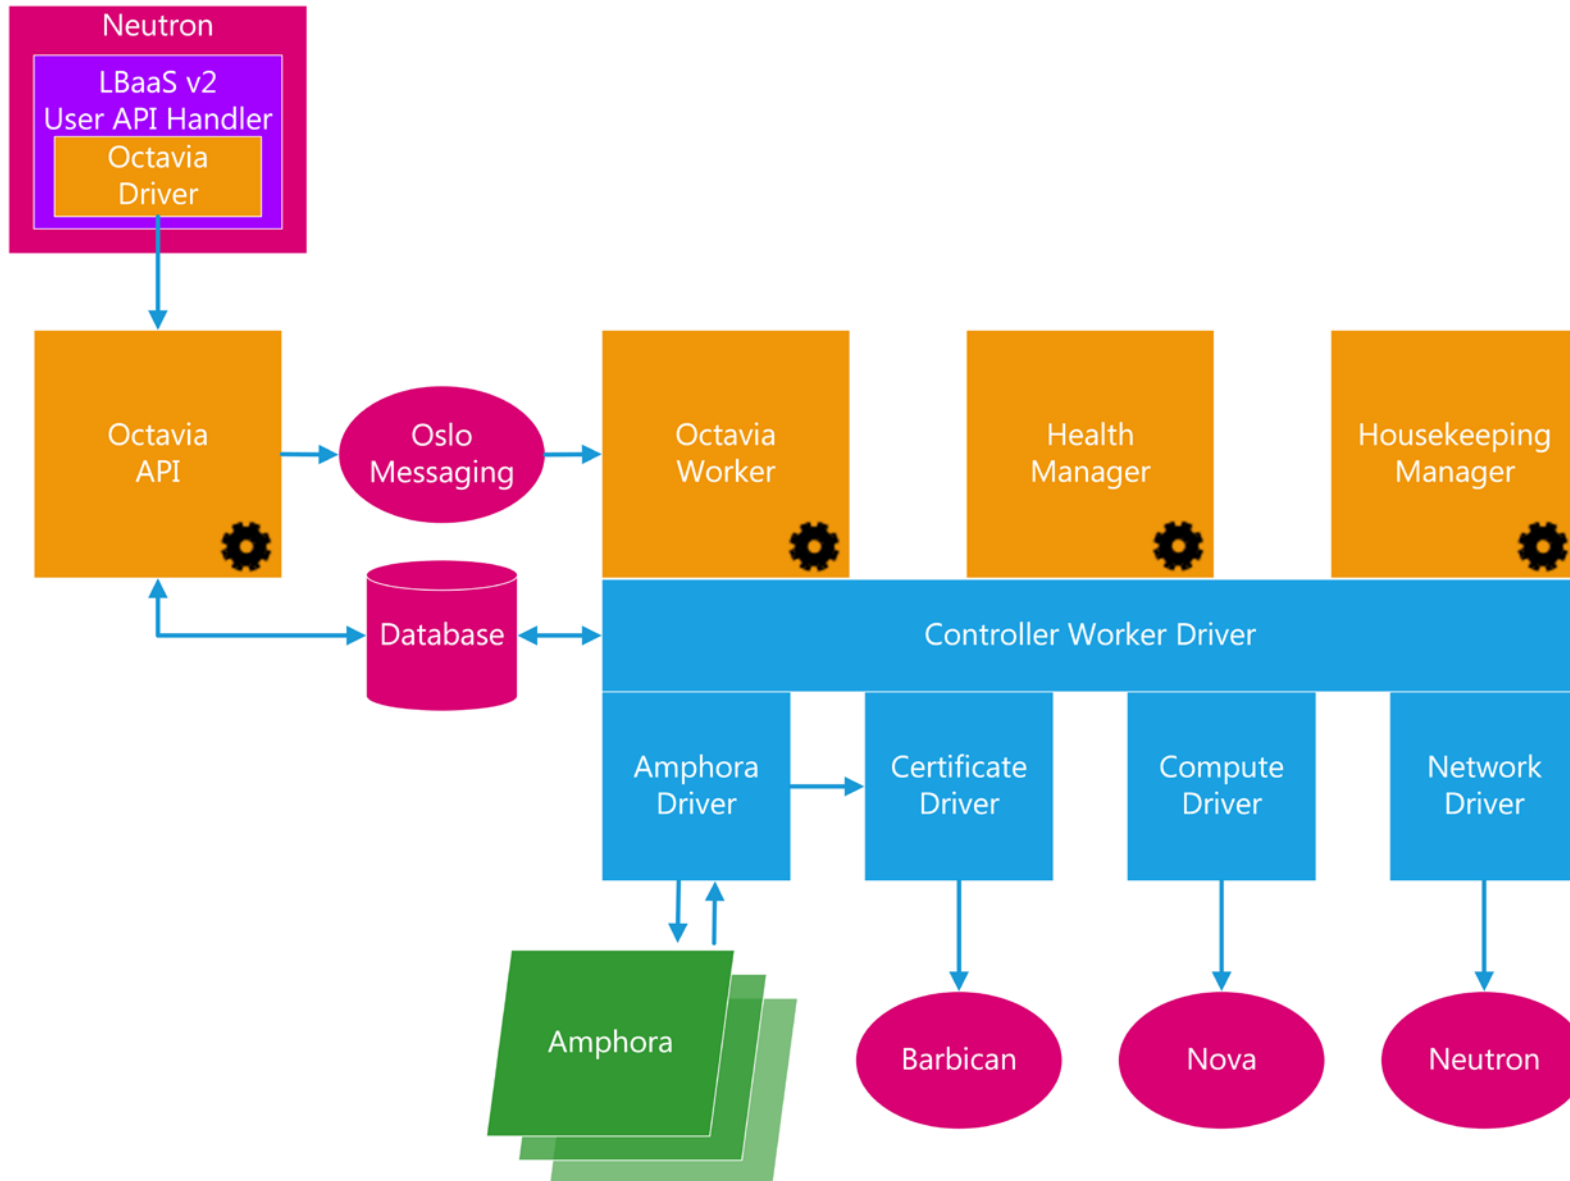 Neutron
LBaaS v2
User API Handler
Octavia
Driver
Octavia
API
Oslo
Messaging
Octavia
Worker
Health
Manager
Housekeeping
Manager
Database
Controller Worker Driver
Amphora
Driver
Certificate
Driver
Compute
Driver
Network
Driver
Amphora
Barbican
Nova
Neutron